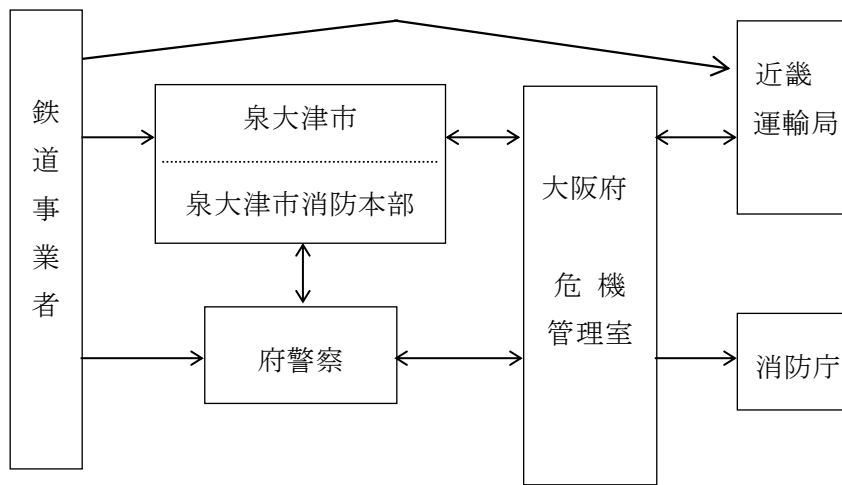 鉄道事業者
泉大津市
泉大津市消防本部
府警察
大阪府
危機
管理室
近畿
運輸局
消防庁